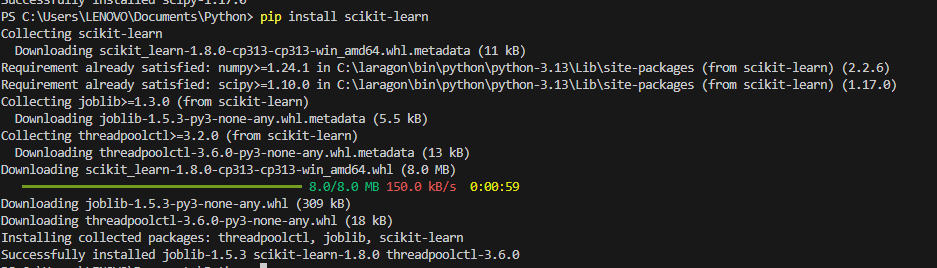 Successfully installed scipy-1.17.0
PS C:\Users\LENOVO\Documents\Python> pip install scikit-learn
Collecting scikit-learn
  Downloading scikit_learn-1.8.0-cp313-cp313-win_amd64.whl.metadata (11 kB)
Requirement already satisfied: numpy>=1.24.1 in C:\laragon\bin\python\python-3.13\Lib\site-packages (from scikit-learn) (2.2.6)
Requirement already satisfied: scipy>=1.10.0 in C:\laragon\bin\python\python-3.13\Lib\site-packages (from scikit-learn) (1.17.0)
Collecting joblib>=1.3.0 (from scikit-learn)
  Downloading joblib-1.5.3-py3-none-any.whl.metadata (5.5 kB)
Collecting threadpoolctl>=3.2.0 (from scikit-learn)
  Downloading threadpoolctl-3.6.0-py3-none-any.whl.metadata (13 kB)
Downloading scikit_learn-1.8.0-cp313-cp313-win_amd64.whl (8.0 MB)
8.0/8.0 MB 150.0 kB/s  0:00:59
Downloading joblib-1.5.3-py3-none-any.whl (309 kB)
Downloading threadpoolctl-3.6.0-py3-none-any.whl (18 kB)
Installing collected packages: threadpoolctl, joblib, scikit-learn
Successfully installed joblib-1.5.3 scikit-learn-1.8.0 threadpoolctl-3.6.0